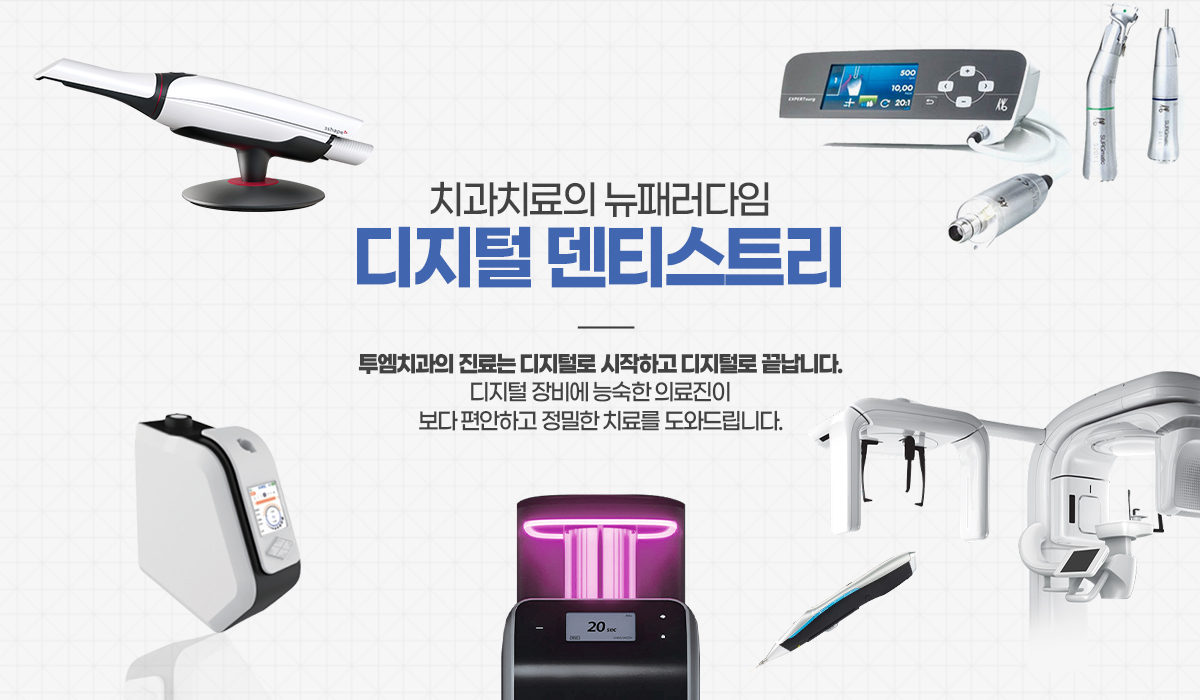 3shape
EXPERTsurg
500
10,00
20:1
치과치료의 뉴패러다임
디지털 덴티스트리
투엠치과의 진료는 디지털로 시작하고 디지털로 끝납니다.
디지털 장비에 능숙한 의료진이
보다 편안하고 정밀한 치료를 도와드립니다.
20 sec